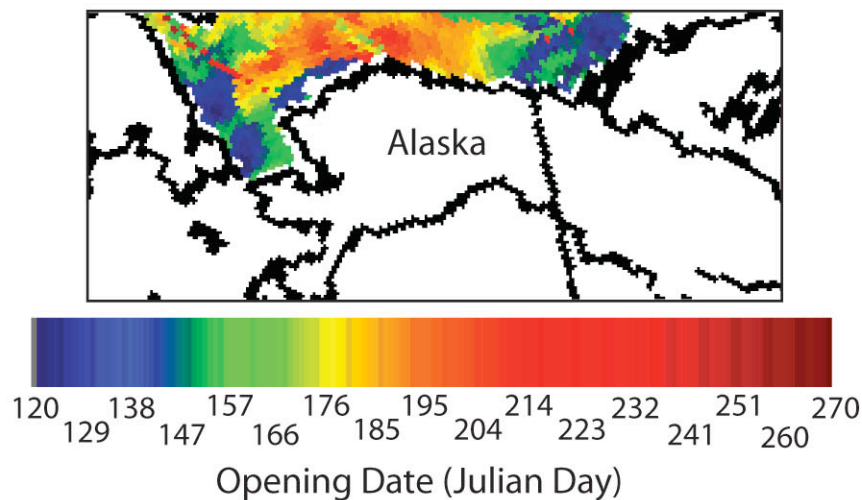 Alaska
120 138 157 176 195 214 232 251 270
129 147 166 185 204 223 241 260
Opening Date (Julian Day)